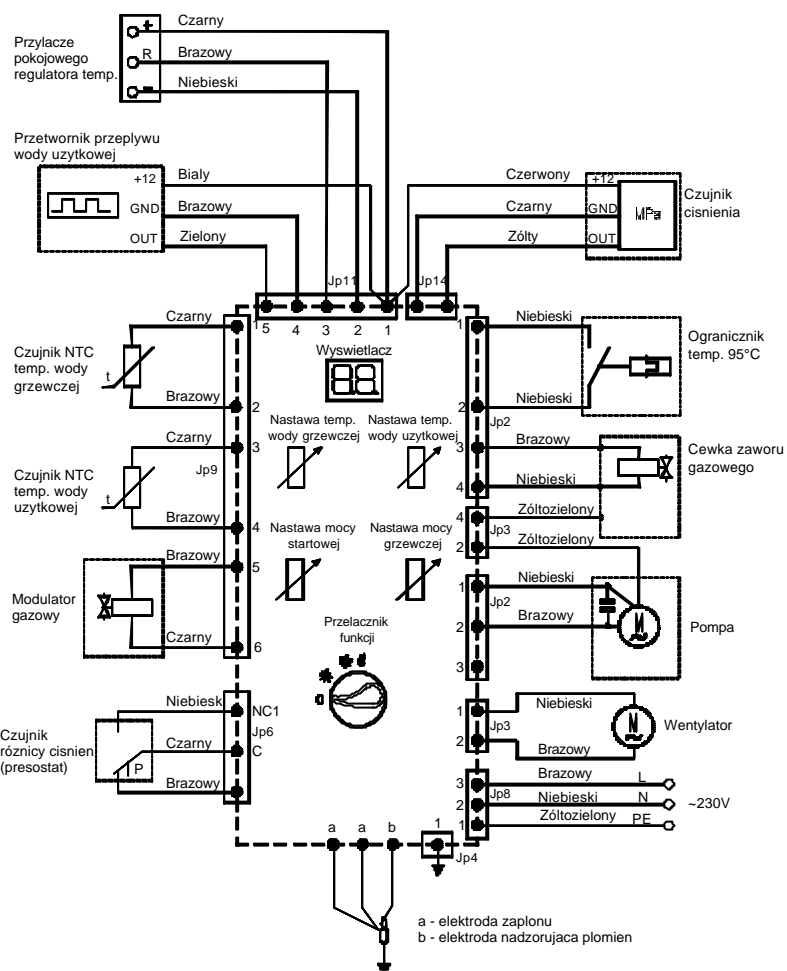 Przylacze
pokojowego
regulatora temp.
+
R
-
Czarny
Brazowy
Niebieski
Przetwornik przeplywu
wody uzytkowej
+12
GND
OUT
Bialy
Brazowy
Zielony
Czerwony
Czarny
Zólty
+12
GND
OUT
MPa
Czujnik
cisnienia
Jp11
Jp14
5
4
3
2
1
Wyswietlacz
88
Czujnik NTC
temp. wody
grzewczej
t
Czarny
1
Brazowy
2
Czujnik NTC
temp. wody
uzytkowej
t
Czarny
3
Jp9
Brazowy
4
Modulator
gazowy
Brazowy
5
Czarny
6
Nastawa temp.
wody grzewczej
Nastawa temp.
wody uzytkowej
Nastawa mocy
startowej
Nastawa mocy
grzewczej
Przelacznik
funkcji
Czujnik
róznicy cisnien
(presostat)
P
Niebiesk
NC1
Jp6
Czarny
C
Brazowy
1
Niebieski
2
Niebieski
Jp2
Ogranicznik
temp. 95°C
3
Brazowy
4
Niebieski
Cewka zaworu
gazowego
4
Zóltozielony
Jp3
2
Zóltozielony
1
Niebieski
Jp2
2
Brazowy
3
M
Pompa
1
Niebieski
Jp3
2
Brazowy
M
Wentylator
3
Brazowy
L
Jp8
2
Niebieski
N
~230V
1
Zóltozielony
PE
a
a
b
1
Jp4
a - elektroda zaplonu
b - elektroda nadzorujaca plomien